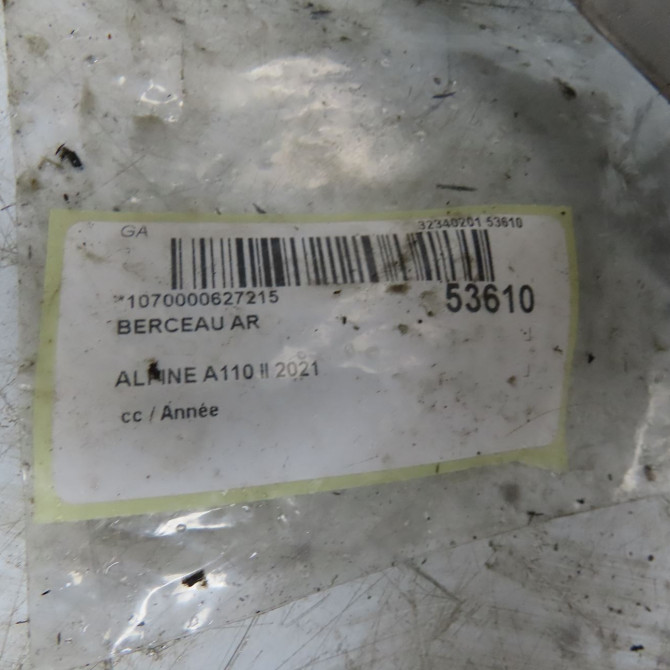 GA 32340201 53610
*1070000627215 53610
BERCEAU AR
ALPINE A110 II 2021
cc / Année